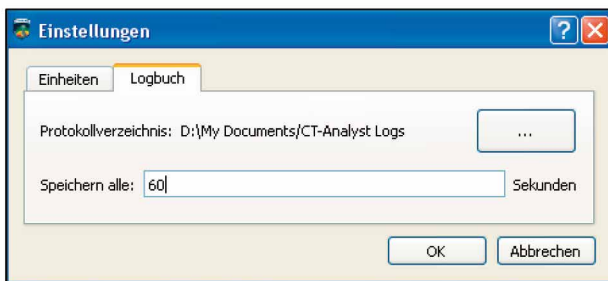 Einstellungen
Einheiten Logbuch
Protokollverzeichnis: D:\My Documents/CT-Analyst Logs ...
Speichern alle: 60 Sekunden
OK Abbrechen